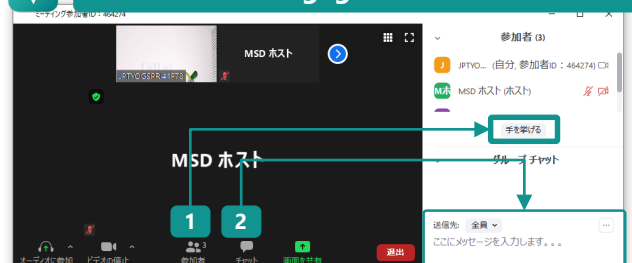 ミーティング参加者ID：464274
参加者 (3)
JPTYOGSPR 41F78
MSD ホスト
J JPTYO... (自分, 参加者ID：464274)
Mホ MSD ホスト (ホスト)
手を挙げる
MSD ホスト
グループ チャット
1
2
送信先: 全員
ここにメッセージを入力します。。。
オーディオに参加
ビデオの停止
参加者
3
チャット
画面を共有
退出